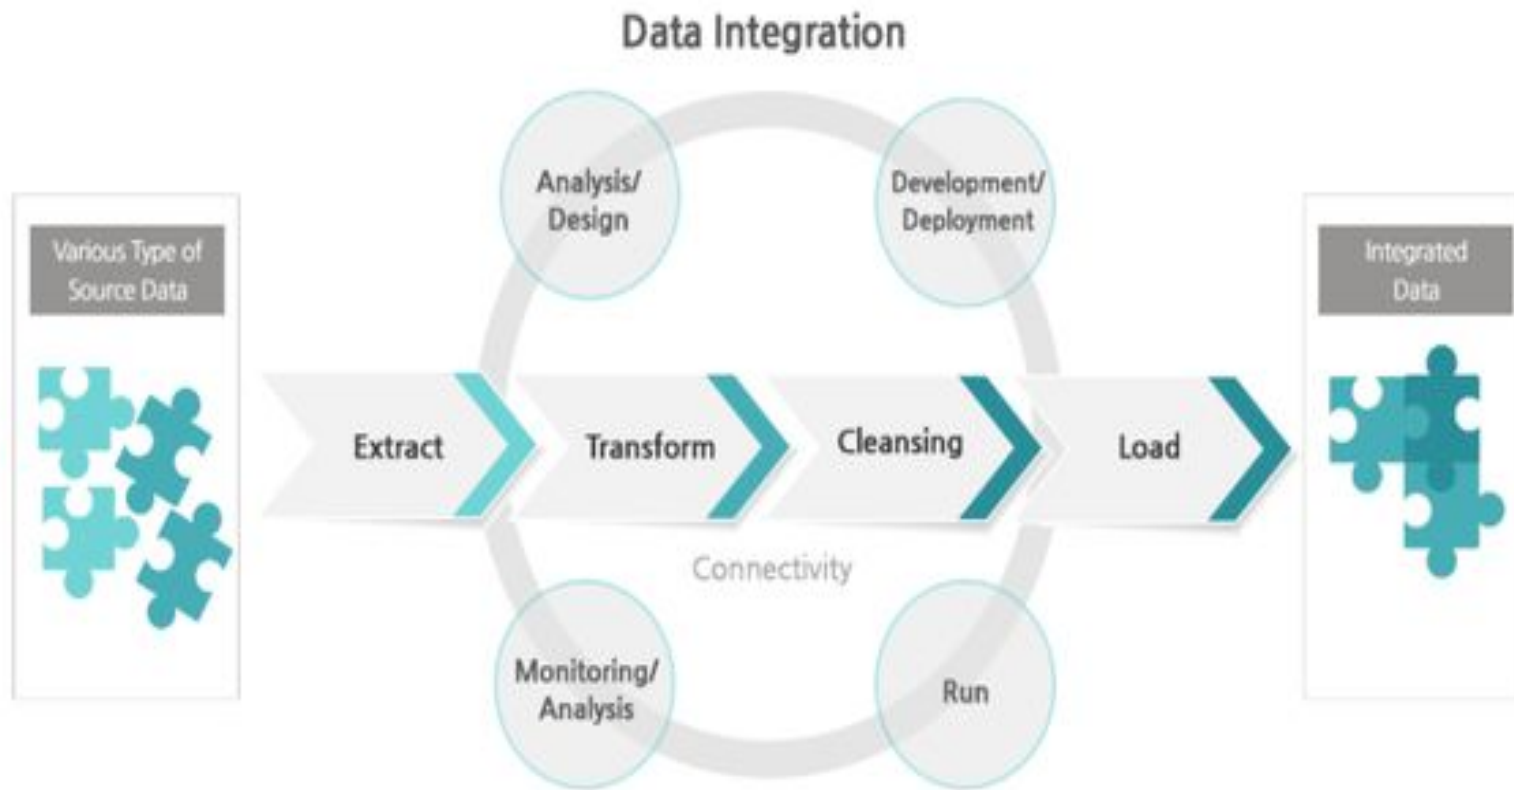 Data Integration
Analysis/
Design
Development/
Deployment
Various Type of
Source Data
Integrated
Data
Extract
Transform
Cleansing
Load
Connectivity
Monitoring/
Analysis
Run